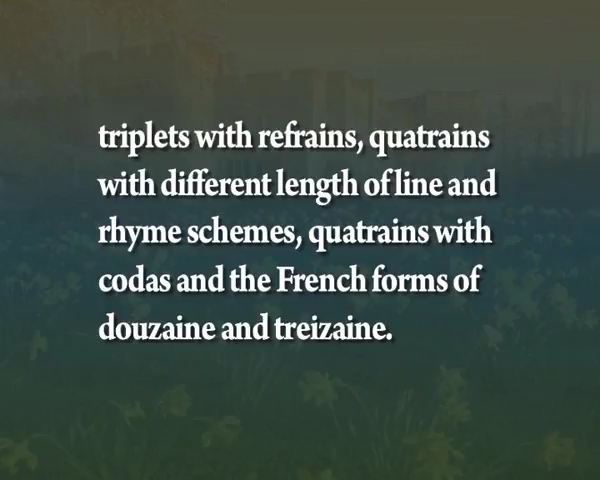 triplets with refrains, quatrains
with different length of line and
rhyme schemes, quatrains with
codas and the French forms of
douzaine and treizaine.